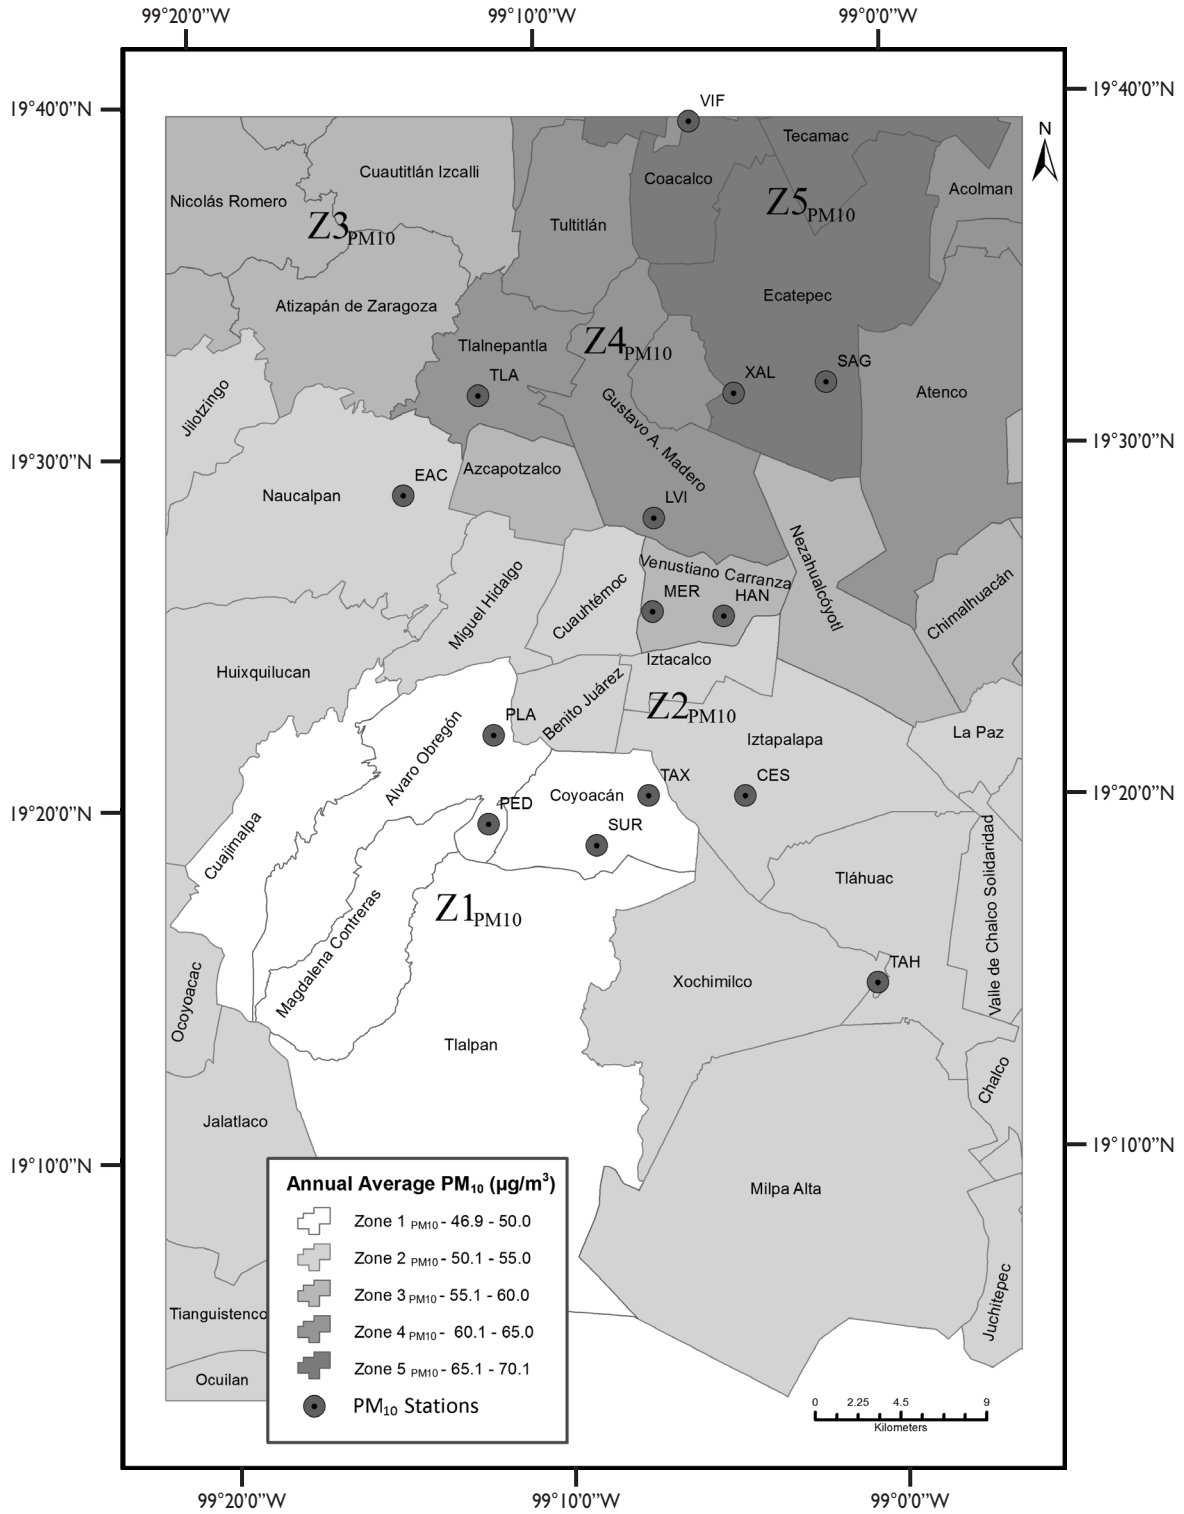 99°20'0"W 99°10'0"W 99°0'0"W
19°40'0"N
19°40'0"N
VIF
N
Tecamac
Cuautitlán Izcalli
Coacalco
Acolman
Nicolás Romero
Z5PM10
Z3PM10
Tultitlán
Ecatepec
Atizapán de Zaragoza
Tlalnepantla
Z4PM10
SAG
XAL
TLA
Atenco
Jilotzingo
Gustavo A. Madero
19°30'0"N
19°30'0"N
Azcapotzalco
EAC
Naucalpan
LVI
Nezahualcóyotl
Venustiano Carranza
MER
HAN
Miguel Hidalgo
Cuauhtémoc
Chimalhuacán
Iztacalco
Huixquilucan
Benito Juárez
Z2PM10
PLA
La Paz
Iztapalapa
Alvaro Obregón
TAX
CES
Coyoacán
19°20'0"N
19°20'0"N
PED
SUR
Cuajimalpa
Tláhuac
Valle de Chalco Solidaridad
Z1PM10
Magdalena Contreras
TAH
Xochimilco
Ocoyoacac
Tlalpan
Chalco
Jalatlaco
19°10'0"N
19°10'0"N
Milpa Alta
Annual Average PM10 (µg/m3)
Zone 1 PM10 - 46.9 - 50.0
Zone 2 PM10 - 50.1 - 55.0
Zone 3 PM10 - 55.1 - 60.0
Zone 4 PM10 - 60.1 - 65.0
Zone 5 PM10 - 65.1 - 70.1
PM10 Stations
Juchitepec
Tianguistenco
Ocuilan
0 2.25 4.5 9
Kilometers
99°20'0"W 99°10'0"W 99°0'0"W